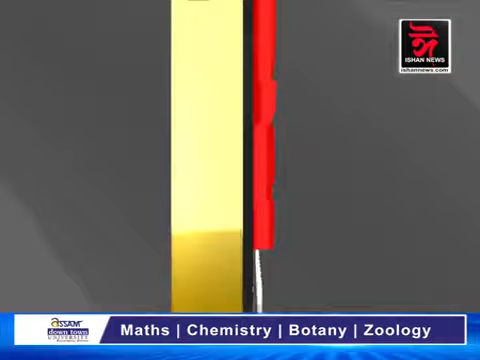 ISHAN NEWS
ishannews.com
assam
down town
UNIVERSITY
Maths | Chemistry | Botany | Zoology